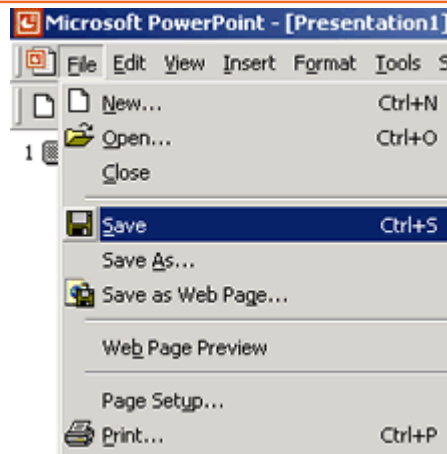 Microsoft PowerPoint - [Presentation1]
File Edit View Insert Format Tools S
New... Ctrl+N
Open... Ctrl+O
1
Close
Save Ctrl+S
Save As...
Save as Web Page...
Web Page Preview
Page Setup...
Print... Ctrl+P